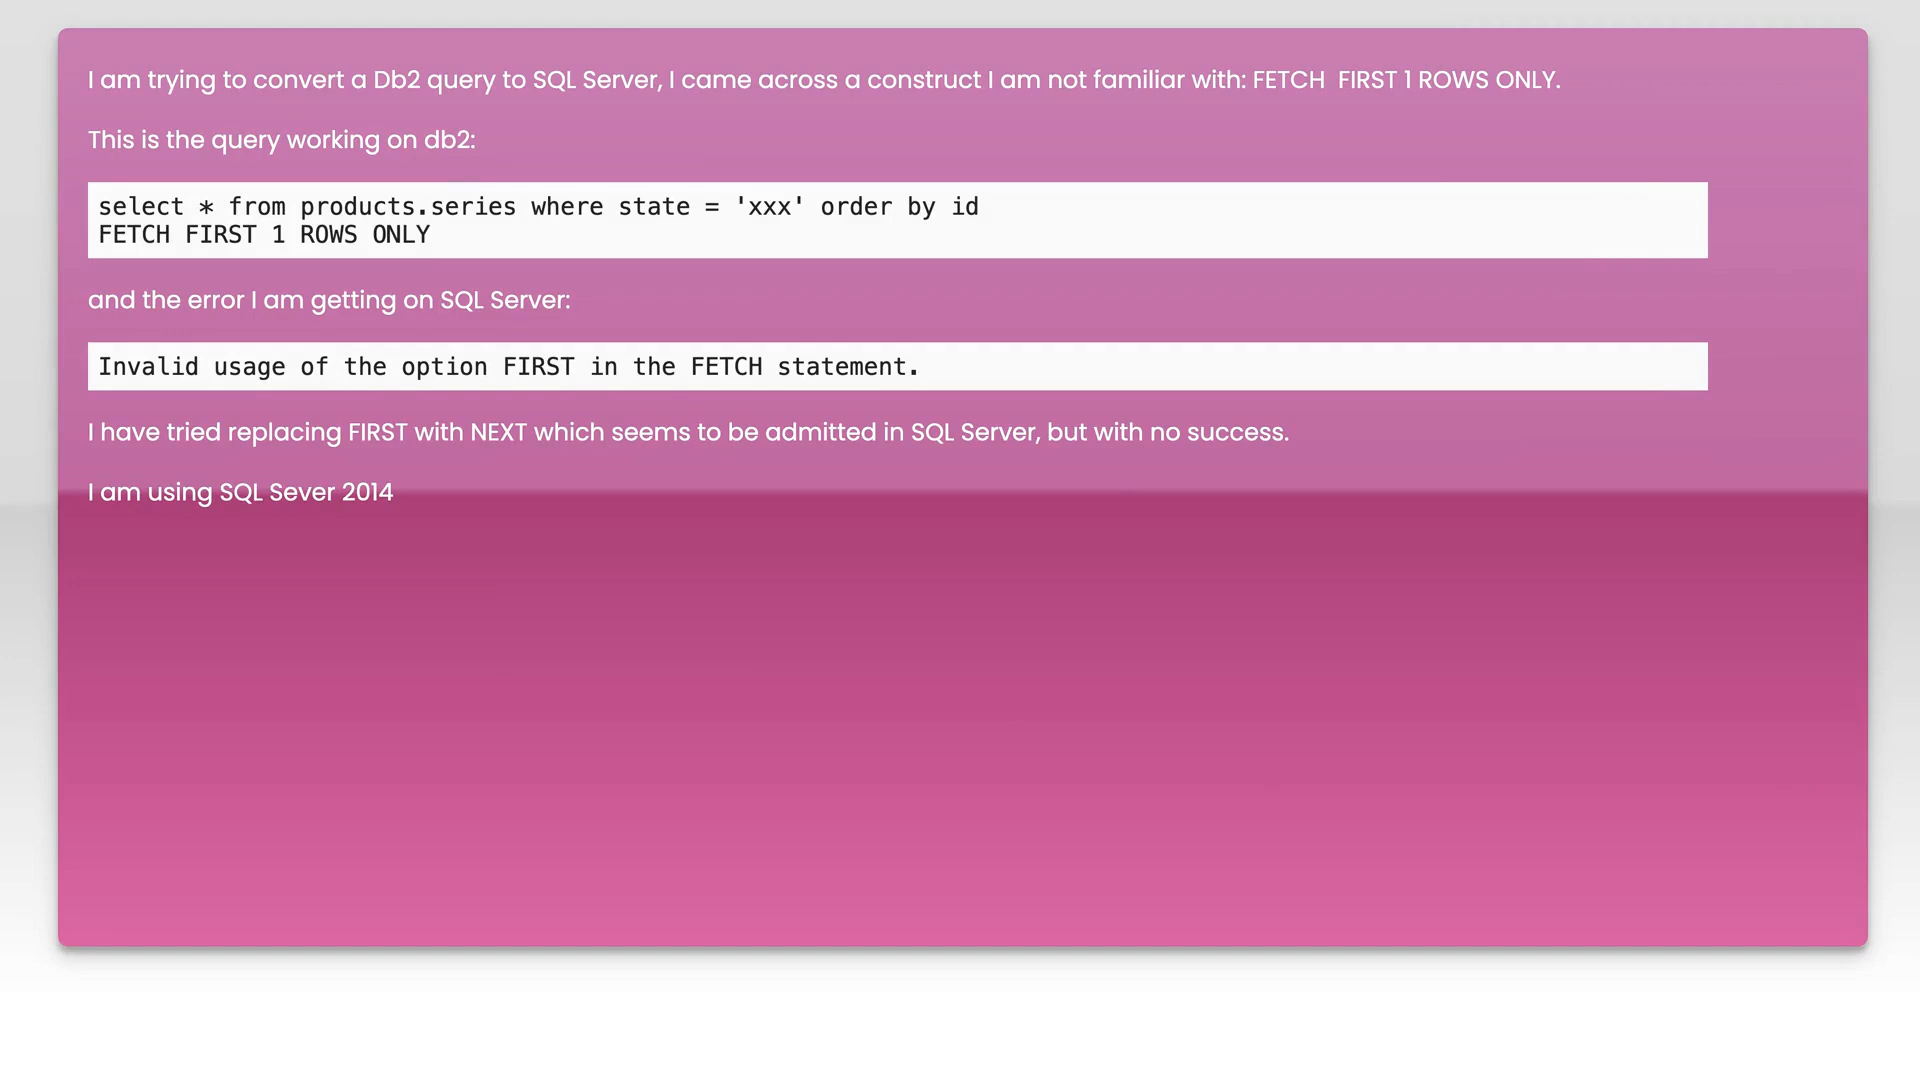 I am trying to convert a Db2 query to SQL Server, I came across a construct I am not familiar with: FETCH  FIRST 1 ROWS ONLY.
This is the query working on db2:
select * from products.series where state = 'xxx' order by id
FETCH FIRST 1 ROWS ONLY
and the error I am getting on SQL Server:
Invalid usage of the option FIRST in the FETCH statement.
I have tried replacing FIRST with NEXT which seems to be admitted in SQL Server, but with no success.
I am using SQL Sever 2014